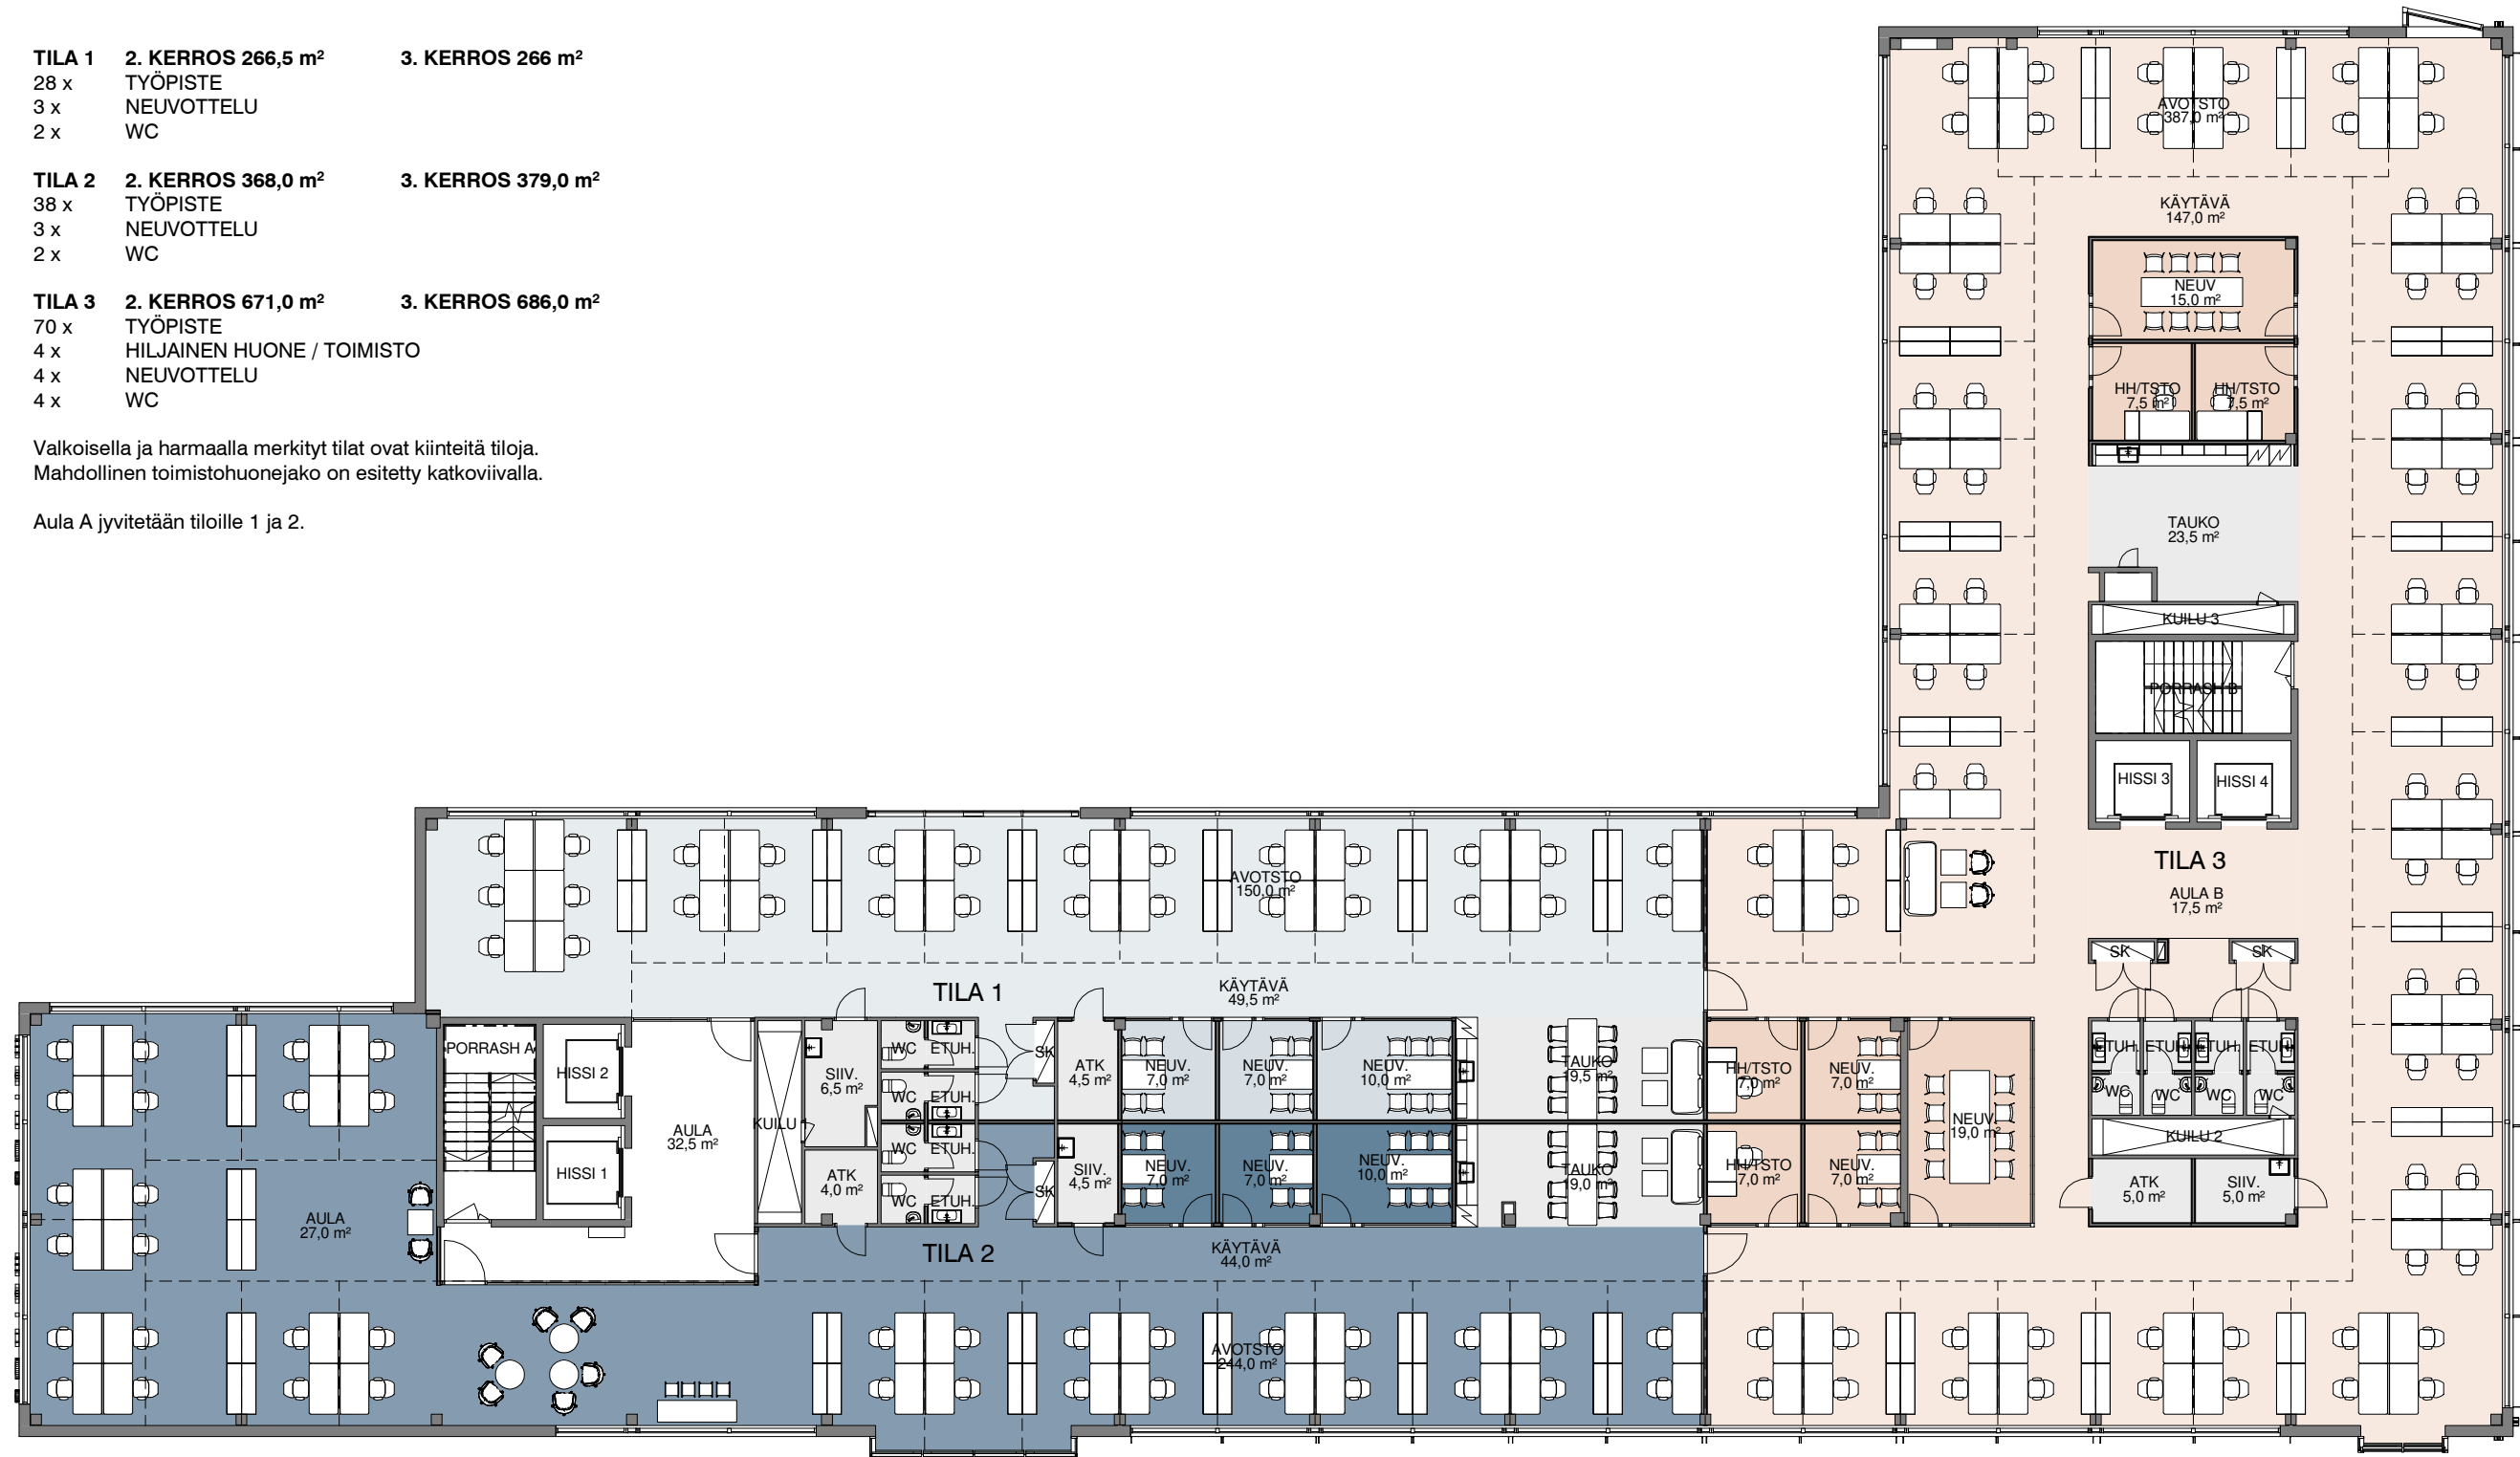 TILA 1 2. KERROS 266,5 m² 3. KERROS 266 m²
28 x TYÖPISTE
3 x NEUVOTTELU
2 x WC
TILA 2 2. KERROS 368,0 m² 3. KERROS 379,0 m²
38 x TYÖPISTE
3 x NEUVOTTELU
2 x WC
TILA 3 2. KERROS 671,0 m² 3. KERROS 686,0 m²
70 x TYÖPISTE
4 x HILJAINEN HUONE / TOIMISTO
4 x NEUVOTTELU
4 x WC
Valkoisella ja harmaalla merkityt tilat ovat kiinteitä tiloja.
Mahdollinen toimistohuonejako on esitetty katkoviivalla.
Aula A jyvitetään tiloille 1 ja 2.
AVOTSTO
387,0 m²
KÄYTÄVÄ
147,0 m²
NEUV
15,0 m²
HH/TSTO
7,5 m²
HH/TSTO
7,5 m²
TAUKO
23,5 m²
KUILU 3
PORRASH B
HISSI 3
HISSI 4
TILA 3
AULA B
17,5 m²
SK
SK
ETUH.
ETUH.
ETUH.
ETUH.
WC
WC
WC
WC
KUILU 2
ATK
5,0 m²
SIIV.
5,0 m²
AVOTSTO
150,0 m²
TILA 1
KÄYTÄVÄ
49,5 m²
PORRASH A
HISSI 2
HISSI 1
AULA
32,5 m²
KUILU 1
SIIV.
6,5 m²
ATK
4,0 m²
WC
ETUH.
WC
ETUH.
WC
ETUH.
WC
ETUH.
SK
SK
ATK
4,5 m²
SIIV.
4,5 m²
NEUV.
7,0 m²
NEUV.
7,0 m²
NEUV.
10,0 m²
TAUKO
19,5 m²
HH/TSTO
7,0 m²
NEUV.
7,0 m²
NEUV.
19,0 m²
NEUV.
7,0 m²
NEUV.
7,0 m²
NEUV.
10,0 m²
TAUKO
19,0 m²
HH/TSTO
7,0 m²
NEUV.
7,0 m²
AULA
27,0 m²
TILA 2
KÄYTÄVÄ
44,0 m²
AVOTSTO
244,0 m²